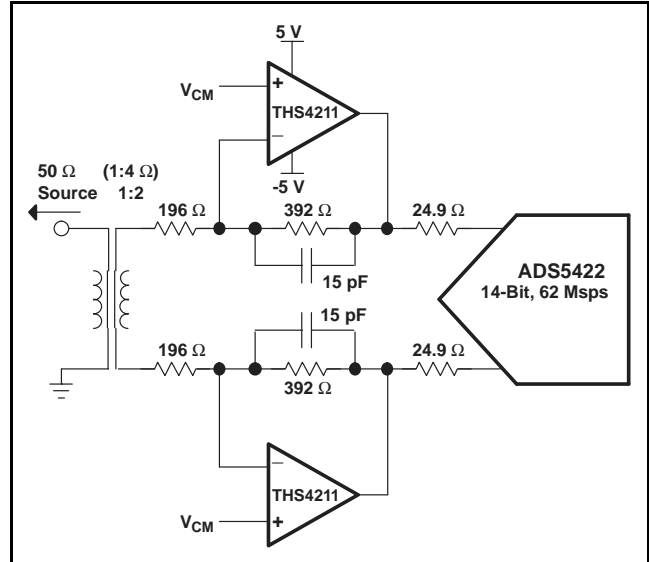 5 V
V_CM
+
THS4211
−
-5 V
50 Ω (1:4 Ω)
Source 1:2
196 Ω
392 Ω
24.9 Ω
15 pF
ADS5422
14-Bit, 62 Msps
15 pF
196 Ω
392 Ω
24.9 Ω
−
THS4211
V_CM
+